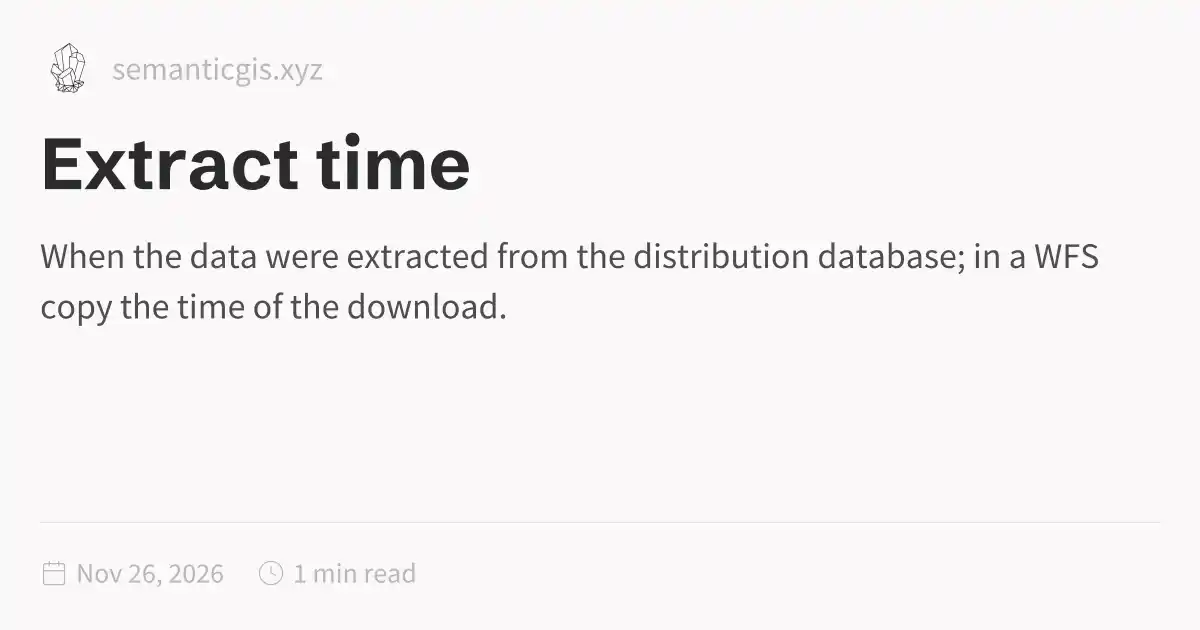 semanticgis.xyz
Extract time
When the data were extracted from the distribution database; in a WFS
copy the time of the download.
Nov 26, 2026 1 min read